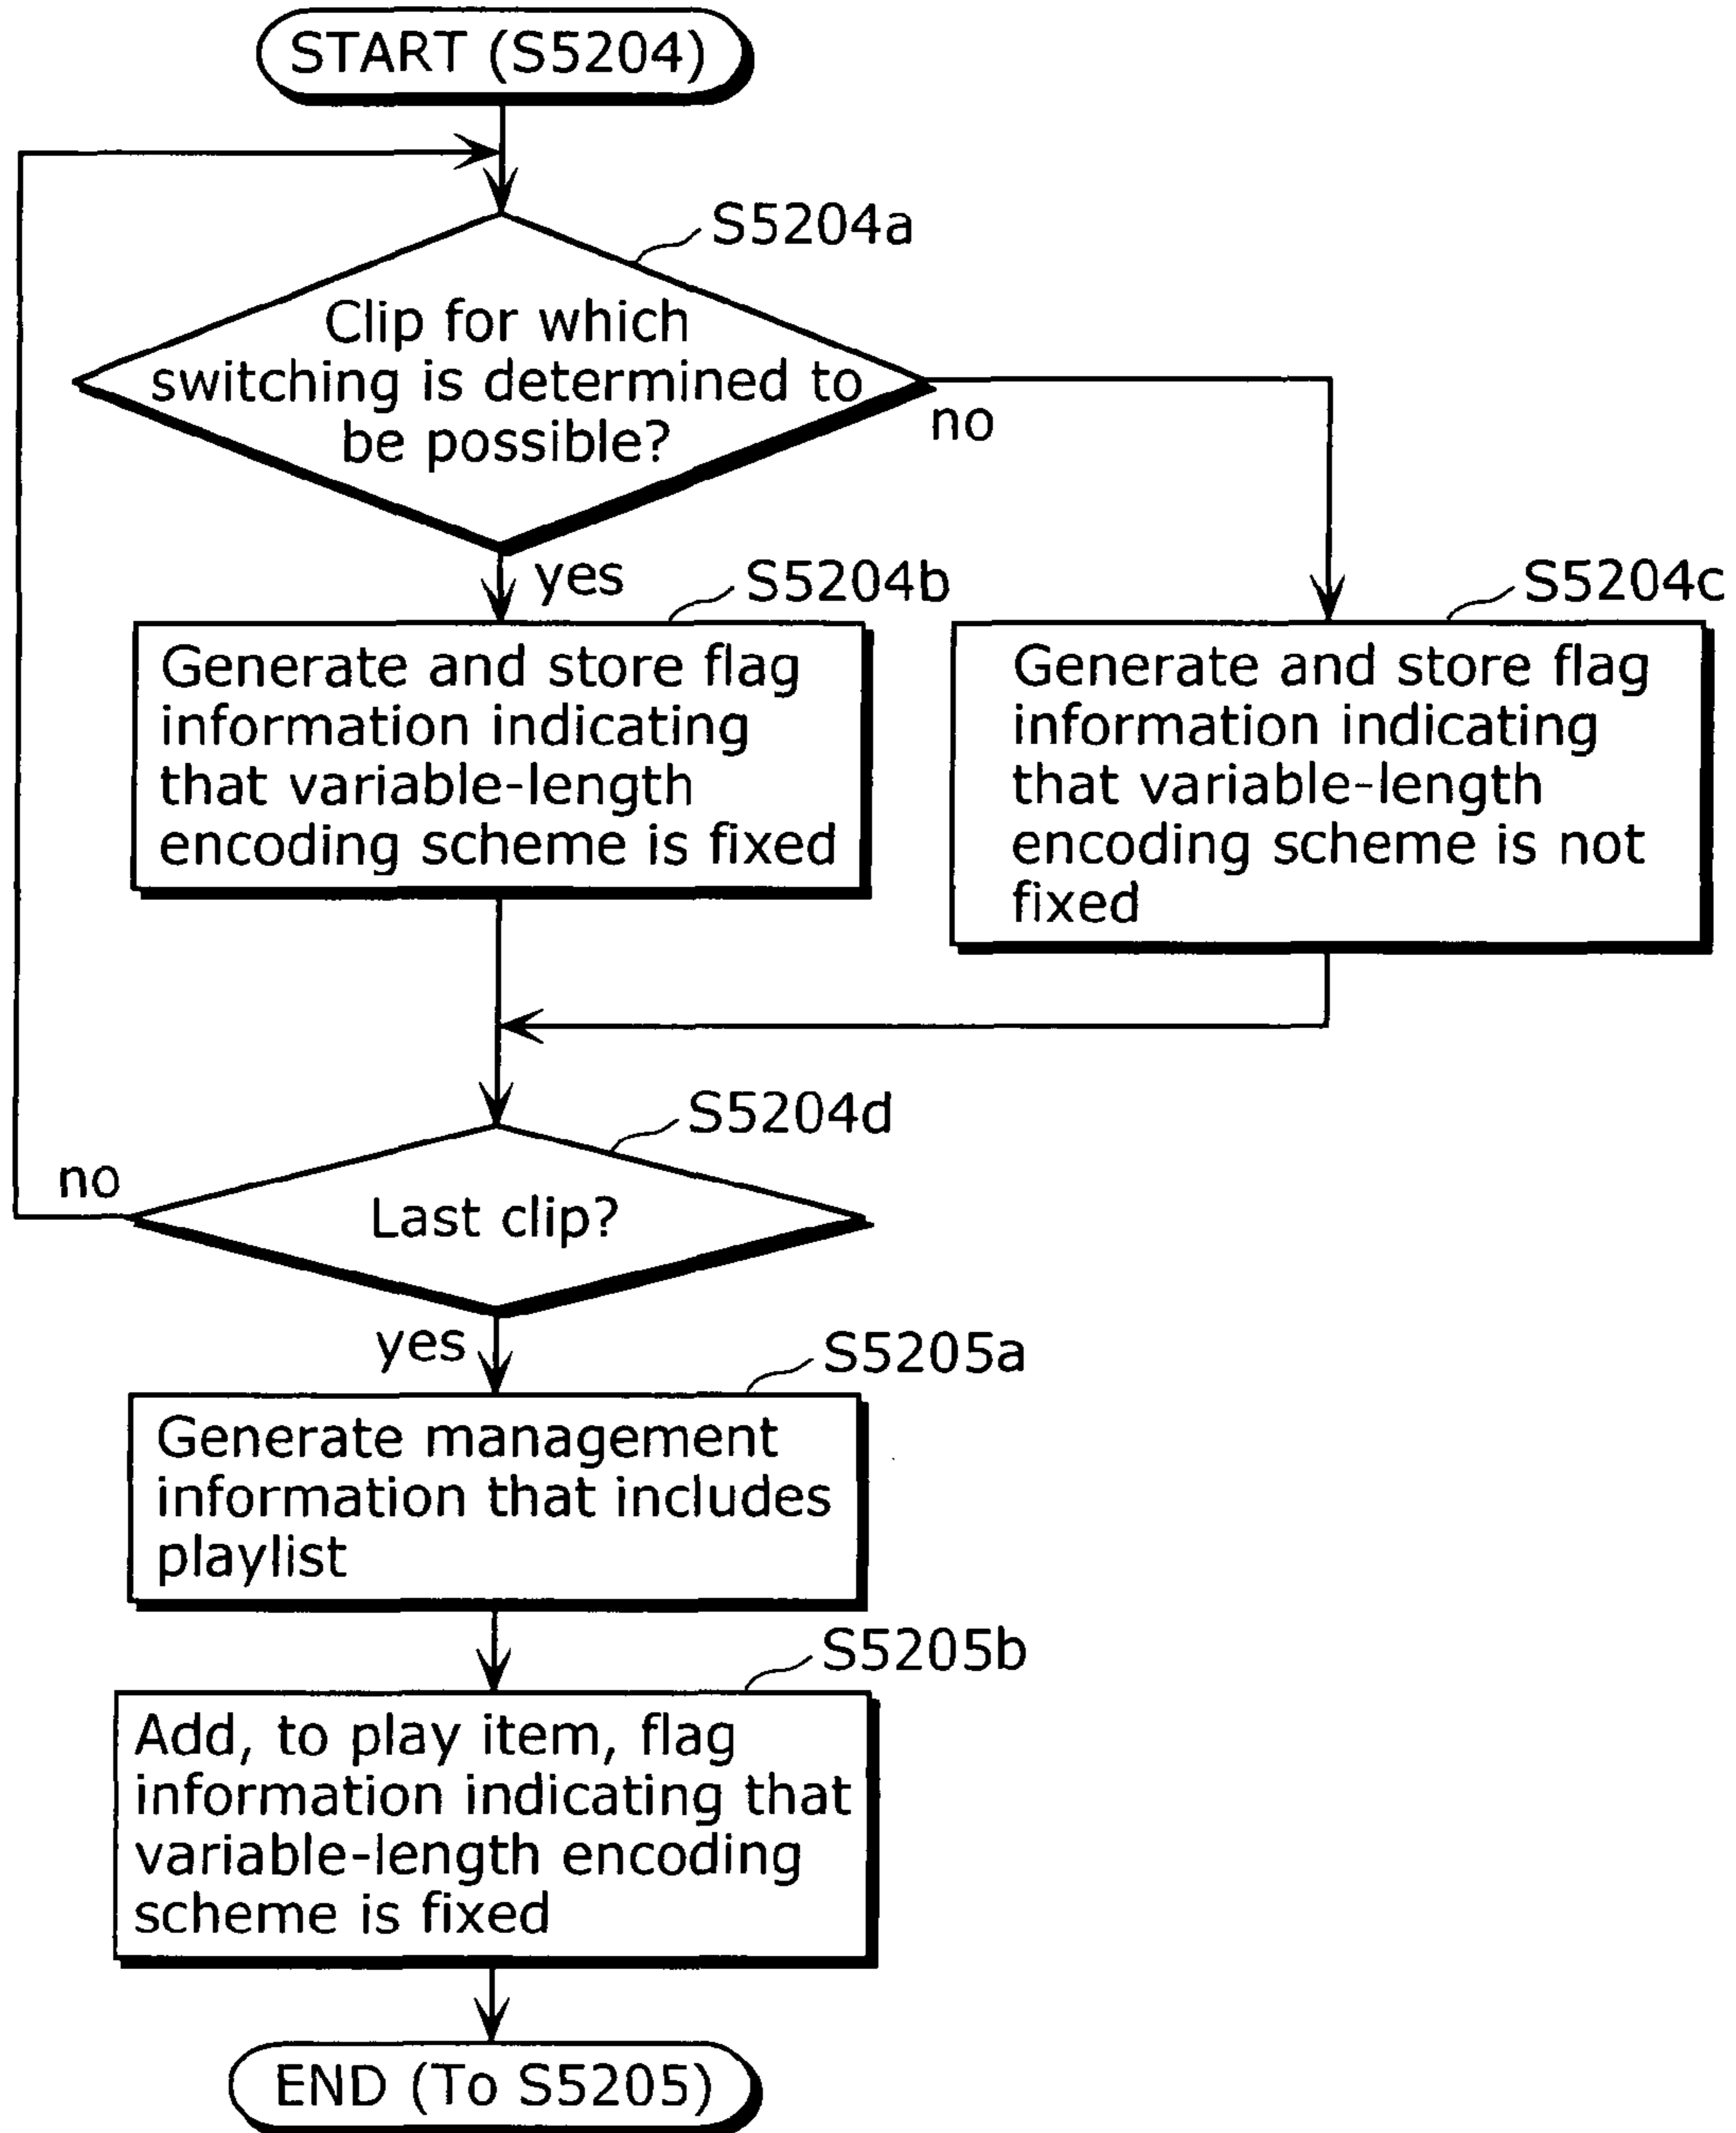 START (S5204)
S5204a
Clip for which
switching is determined to
be possible?
no
yes
S5204b
S5204c
Generate and store flag
information indicating
that variable-length
encoding scheme is fixed
Generate and store flag
information indicating
that variable-length
encoding scheme is not
fixed
S5204d
no
Last clip?
yes
S5205a
Generate management
information that includes
playlist
S5205b
Add, to play item, flag
information indicating that
variable-length encoding
scheme is fixed
END (To S5205)